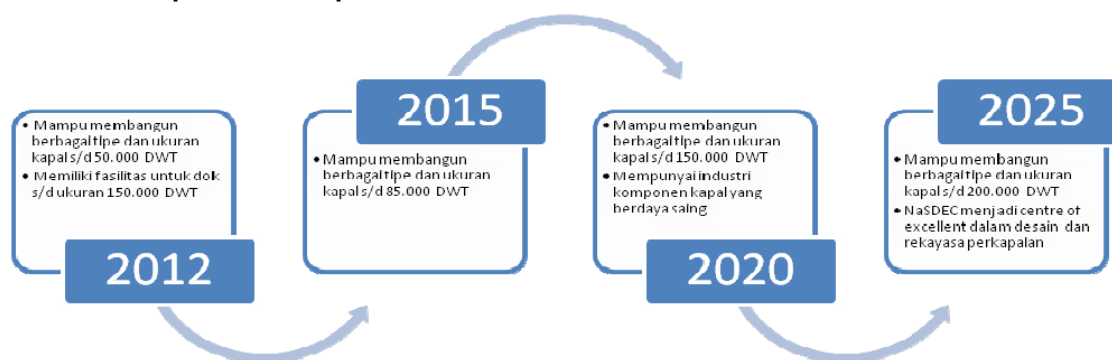 • Mampu membangun
berbagai tipe dan ukuran
kapal s/d 50.000 DWT
• Memiliki fasilitas untuk dok
s/d ukuran 150.000 DWT
2012
2015
• Mampu membangun
berbagai tipe dan ukuran
kapal s/d 85.000 DWT
• Mampu membangun
berbagai tipe dan ukuran
kapal s/d 150.000 DWT
• Mempunyai industri
komponen kapal yang
berdaya saing
2020
2025
• Mampu membangun
berbagai tipe dan ukuran
kapal s/d 200.000 DWT
• NaSDEC menjadi centre of
excellent dalam desain dan
rekayasa perkapalan